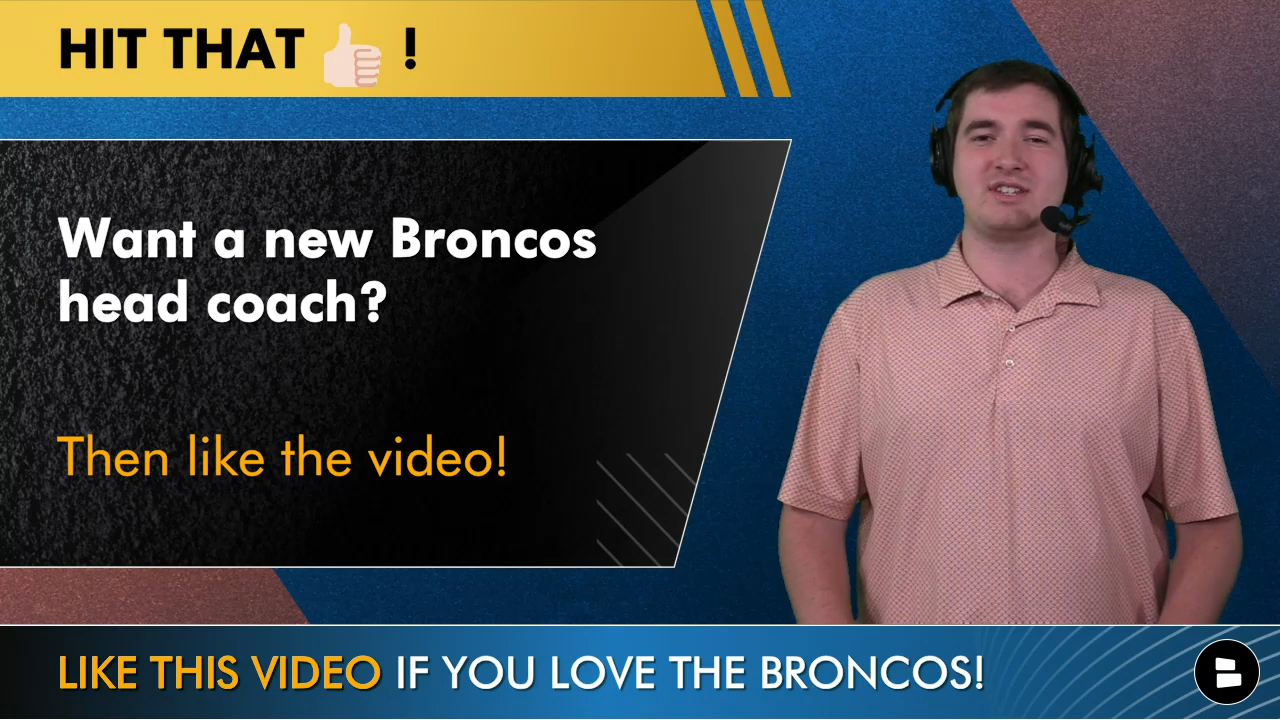 HIT THAT 👍 !
Want a new Broncos
head coach?
Then like the video!
LIKE THIS VIDEO IF YOU LOVE THE BRONCOS!